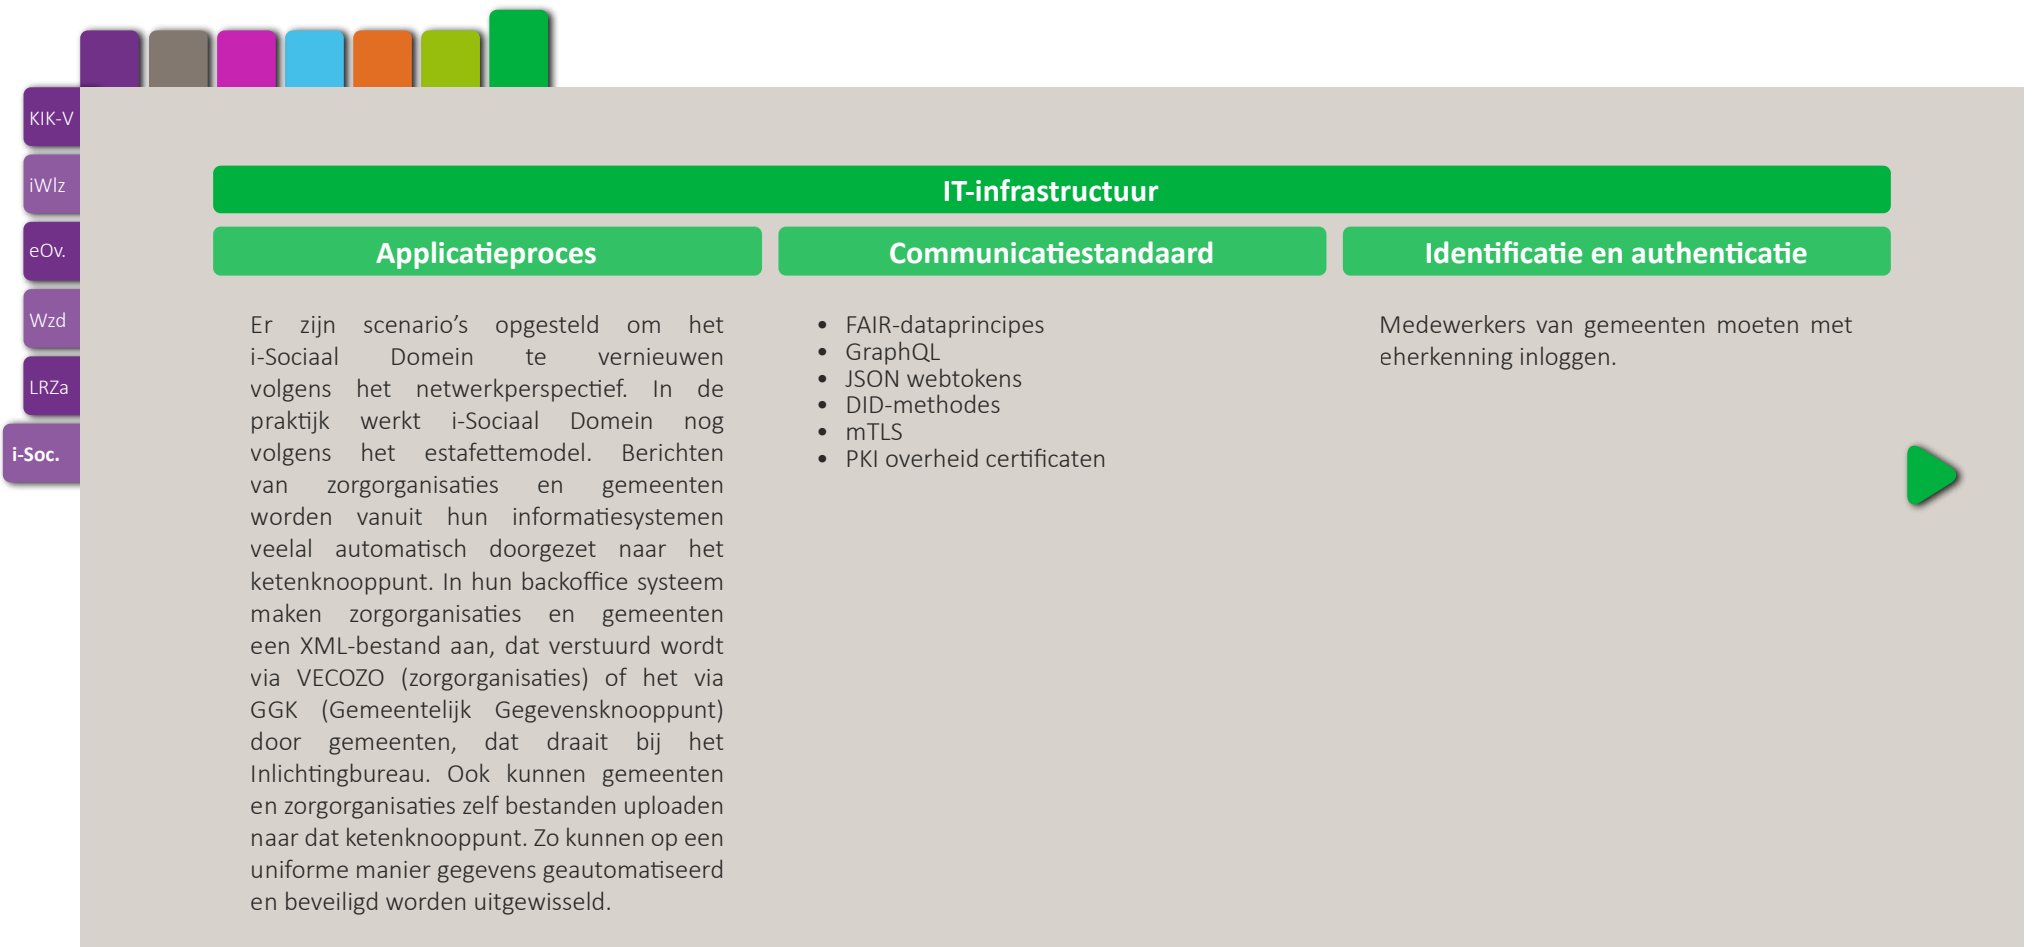 KIK-V
iWlz
eOv.
Wzd
LRZa
i-Soc.
IT-infrastructuur
Applicatieproces
Er zijn scenario’s opgesteld om het
i-Sociaal Domein te vernieuwen
volgens het netwerkperspectief. In de
praktijk werkt i-Sociaal Domein nog
volgens het estafettemodel. Berichten
van zorgorganisaties en gemeenten
worden vanuit hun informatiesystemen
veelal automatisch doorgezet naar het
ketenknooppunt. In hun backoffice systeem
maken zorgorganisaties en gemeenten
een XML-bestand aan, dat verstuurd wordt
via VECOZO (zorgorganisaties) of het via
GGK (Gemeentelijk Gegevensknooppunt)
door gemeenten, dat draait bij het
Inlichtingbureau. Ook kunnen gemeenten
en zorgorganisaties zelf bestanden uploaden
naar dat ketenknooppunt. Zo kunnen op een
uniforme manier gegevens geautomatiseerd
en beveiligd worden uitgewisseld.
Communicatiestandaard
• FAIR-dataprincipes
• GraphQL
• JSON webtokens
• DID-methodes
• mTLS
• PKI overheid certificaten
Identificatie en authenticatie
Medewerkers van gemeenten moeten met
eherkenning inloggen.